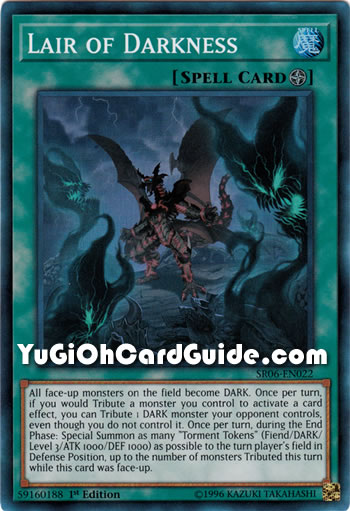 LAIR OF DARKNESS
SPELL
魔
[SPELL CARD]
SR06-EN022
YuGiOhCardGuide.com
All face-up monsters on the field become DARK. Once per turn,
if you would Tribute a monster you control to activate a card
effect, you can Tribute 1 DARK monster your opponent controls,
even though you do not control it. Once per turn, during the
End Phase: Special Summon as many "Torment Tokens" (Fiend/DARK/
Level 3/ATK 1000/DEF 1000) as possible to the turn player's field in
Defense Position, up to the number of monsters Tributed this turn
while this card was face-up.
59160188 1st Edition
©1996 KAZUKI TAKAHASHI